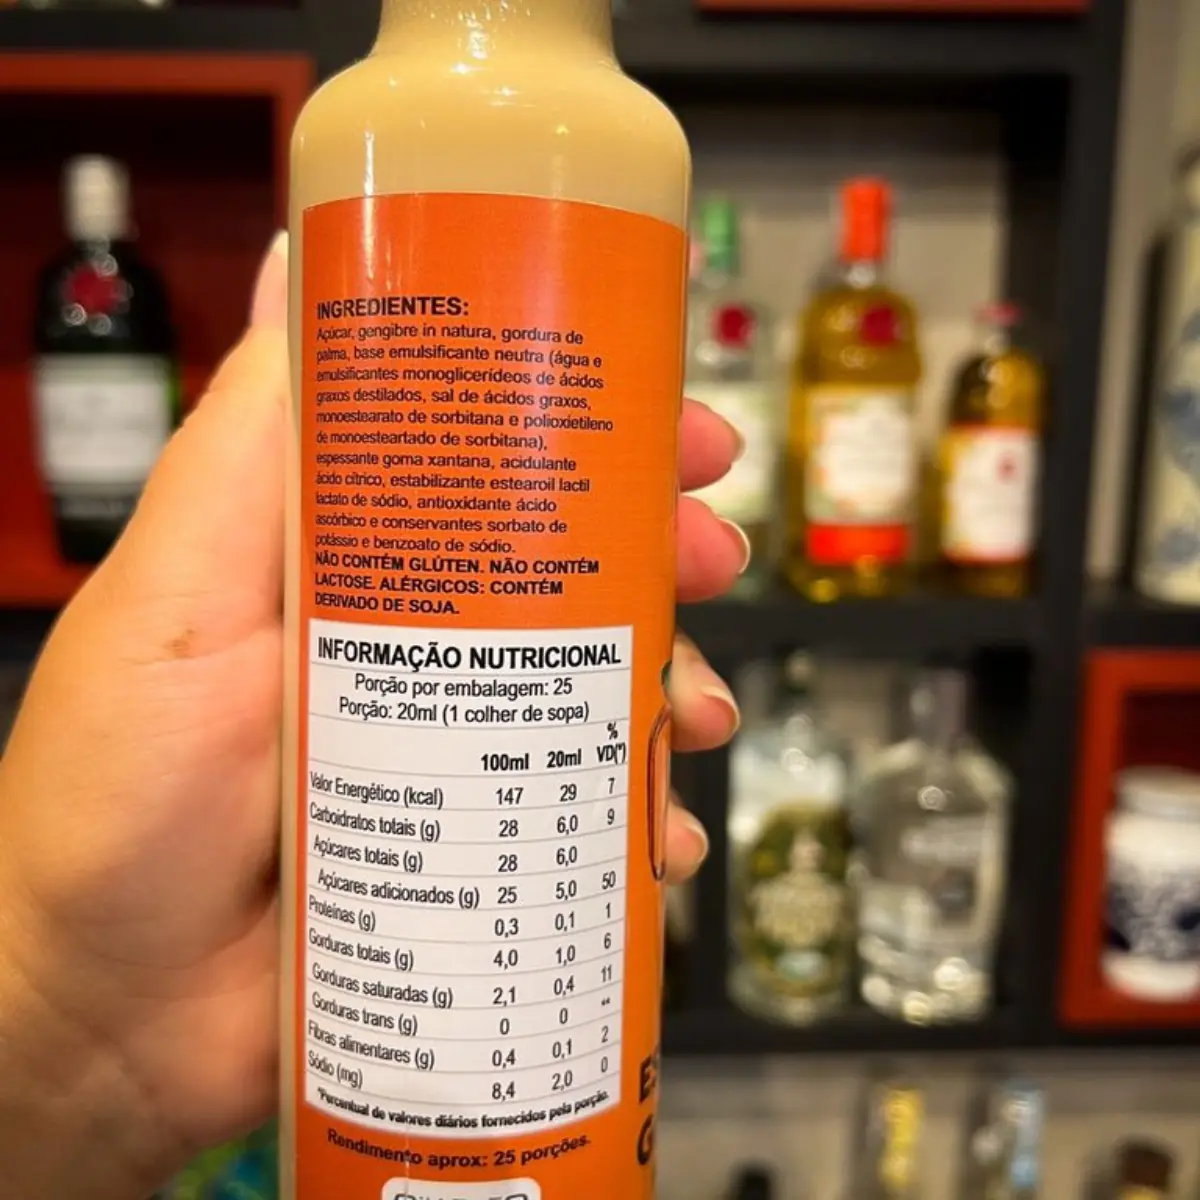 INGREDIENTES:
Açúcar, gengibre in natura, gordura de
palma, base emulsificante neutra (água e
emulsificantes monoglicerídeos de ácidos
graxos destilados, sal de ácidos graxos,
monoestearato de sorbitana e polioxietileno
de monoesteartado de sorbitana),
espessante goma xantana, acidulante
ácido cítrico, estabilizante estearoil lactil
lactato de sódio, antioxidante ácido
ascórbico e conservantes sorbato de
potássio e benzoato de sódio.
NÃO CONTÉM GLÚTEN. NÃO CONTÉM
LACTOSE. ALÉRGICOS: CONTÉM
DERIVADO DE SOJA.
INFORMAÇÃO NUTRICIONAL
Porção por embalagem: 25
Porção: 20ml (1 colher de sopa)
100ml 20ml % VD(*)
Valor Energético (kcal) 147 29 7
Carboidratos totais (g) 28 6,0 9
Açúcares totais (g) 28 6,0
Açúcares adicionados (g) 25 5,0 50
Proteínas (g) 0,3 0,1 1
Gorduras totais (g) 4,0 1,0 6
Gorduras saturadas (g) 2,1 0,4 11
Gorduras trans (g) 0 0 **
Fibras alimentares (g) 0,4 0,1 2
Sódio (mg) 8,4 2,0 0
*Percentual de valores diários fornecidos pela porção.
Rendimento aprox: 25 porções.